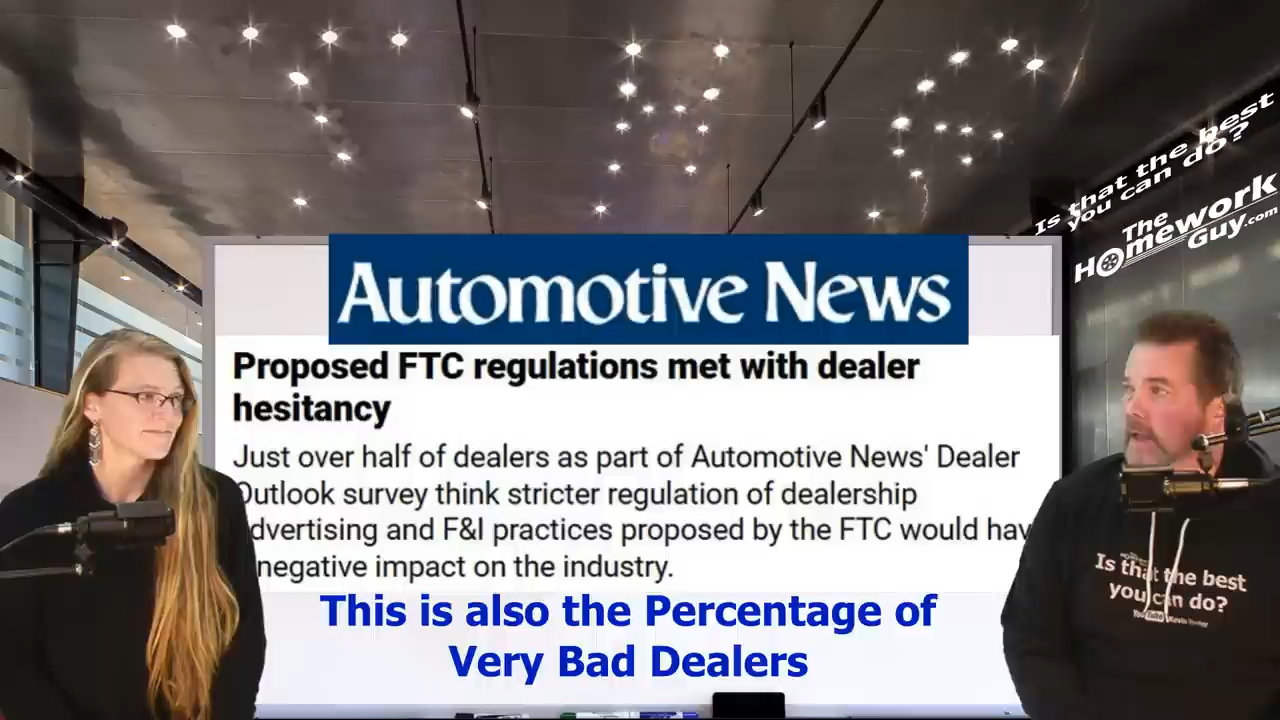 Is that the best
you can do?
The
Homework
Guy.com
Automotive News
Proposed FTC regulations met with dealer
hesitancy
Just over half of dealers as part of Automotive News' Dealer
Outlook survey think stricter regulation of dealership
dvertising and F&I practices proposed by the FTC would hav
negative impact on the industry.
This is also the Percentage of
Very Bad Dealers
Is that the best
you can do?
YouTube